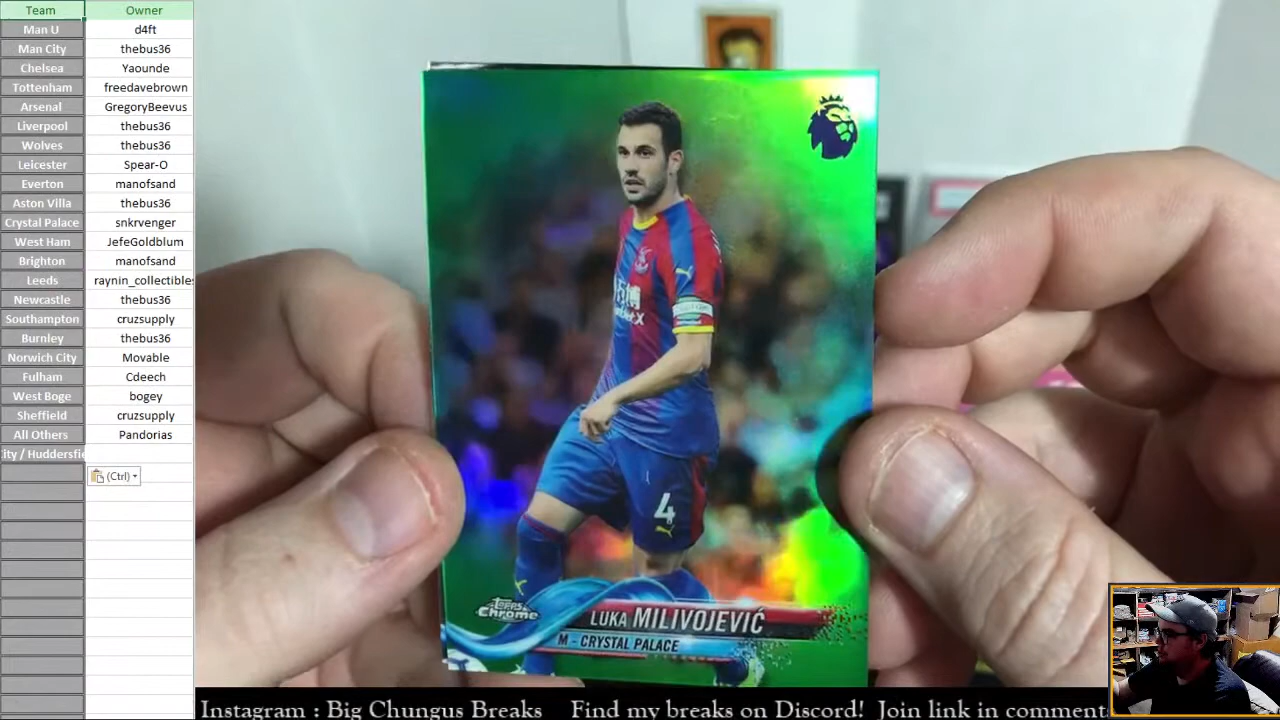 Team Owner
Man U d4ft
Man City thebus36
Chelsea Yaounde
Tottenham freedavebrown
Arsenal GregoryBeevus
Liverpool thebus36
Wolves thebus36
Leicester Spear-O
Everton manofsand
Aston Villa thebus36
Crystal Palace snkrvenger
West Ham JefeGoldblum
Brighton manofsand
Leeds raynin_collectibles
Newcastle thebus36
Southampton cruzsupply
Burnley thebus36
Norwich City Movable
Fulham Cdeech
West Boge bogey
Sheffield cruzsupply
All Others Pandorias
City / Huddersfie
(Ctrl)
4
Topps
Chrome
LUKA MILIVOJEVIĆ
M - CRYSTAL PALACE
Instagram : Big Chungus Breaks Find my breaks on Discord! Join link in comment